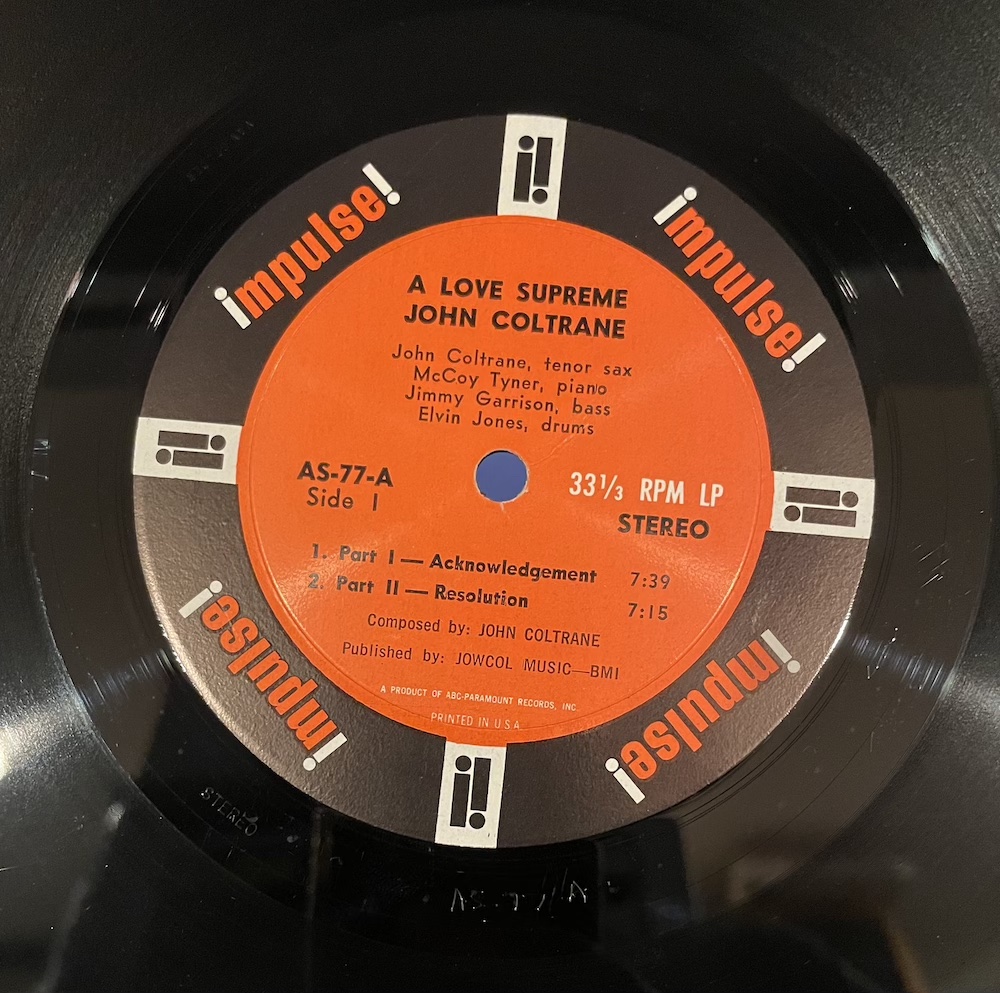 impulse!
impulse!
A LOVE SUPREME
JOHN COLTRANE
John Coltrane, tenor sax
McCoy Tyner, piano
Jimmy Garrison, bass
Elvin Jones, drums
AS-77-A
Side 1
33 1/3 RPM LP
STEREO
1. Part I — Acknowledgement 7:39
2. Part II — Resolution 7:15
Composed by: JOHN COLTRANE
Published by: JOWCOL MUSIC—BMI
A PRODUCT OF ABC-PARAMOUNT RECORDS, INC.
PRINTED IN U.S.A.
impulse!
impulse!
STEREO